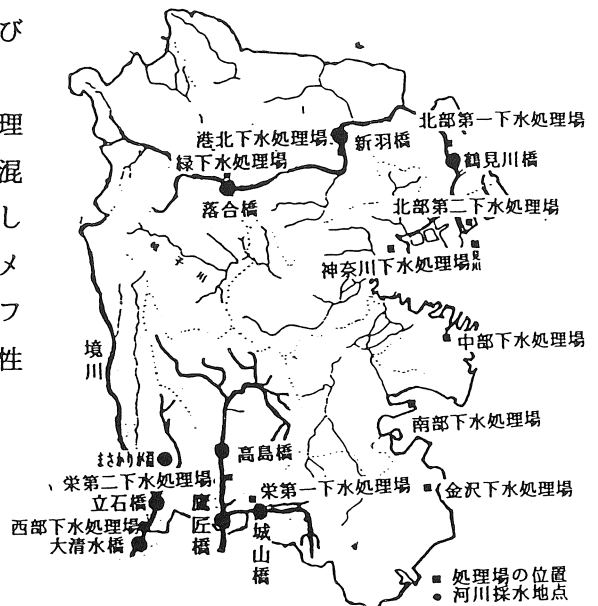 び
理
混
し
メ
フ
性
北部第一下水処理場
港北下水処理場
新羽橋
緑下水処理場
鶴見川橋
落合橋
北部第二下水処理場
神奈川下水処理場
中部下水処理場
境川
南部下水処理場
高島橋
栄第二下水処理場
栄第一下水処理場
金沢下水処理場
立石橋
鷹匠橋
西部下水処理場
城山橋
大清水橋
処理場の位置
河川採水地点